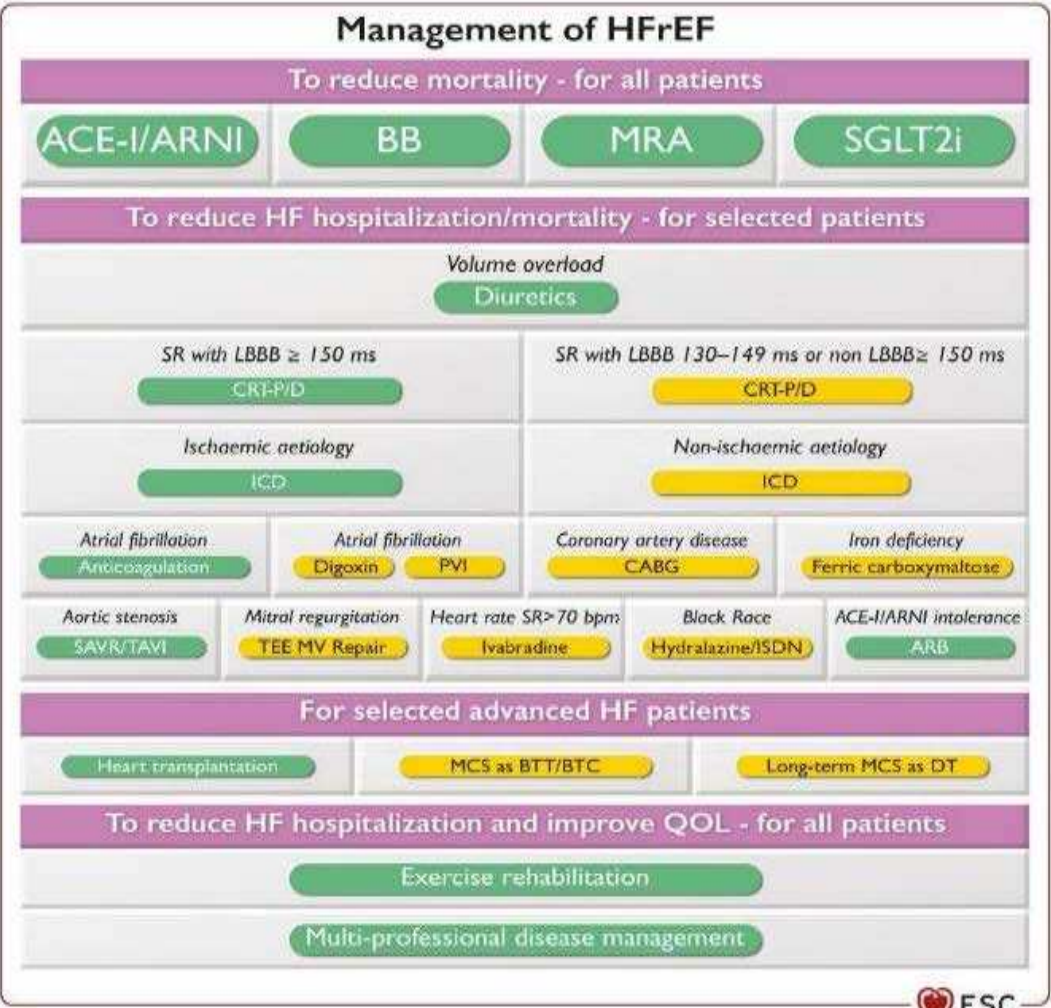 Management of HFrEF
To reduce mortality - for all patients
ACE-I/ARNI
BB
MRA
SGLT2i
To reduce HF hospitalization/mortality - for selected patients
Volume overload
Diuretics
SR with LBBB ≥ 150 ms
CRT-P/D
SR with LBBB 130–149 ms or non LBBB≥ 150 ms
CRT-P/D
Ischaemic aetiology
ICD
Non-ischaemic aetiology
ICD
Atrial fibrillation
Anticoagulation
Atrial fibrillation
Digoxin
PVI
Coronary artery disease
CABG
Iron deficiency
Ferric carboxymaltose
Aortic stenosis
SAVR/TAVI
Mitral regurgitation
TEE MV Repair
Heart rate SR>70 bpm
Ivabradine
Black Race
Hydralazine/ISDN
ACE-I/ARNI intolerance
ARB
For selected advanced HF patients
Heart transplantation
MCS as BTT/BTC
Long-term MCS as DT
To reduce HF hospitalization and improve QOL - for all patients
Exercise rehabilitation
Multi-professional disease management
ESC